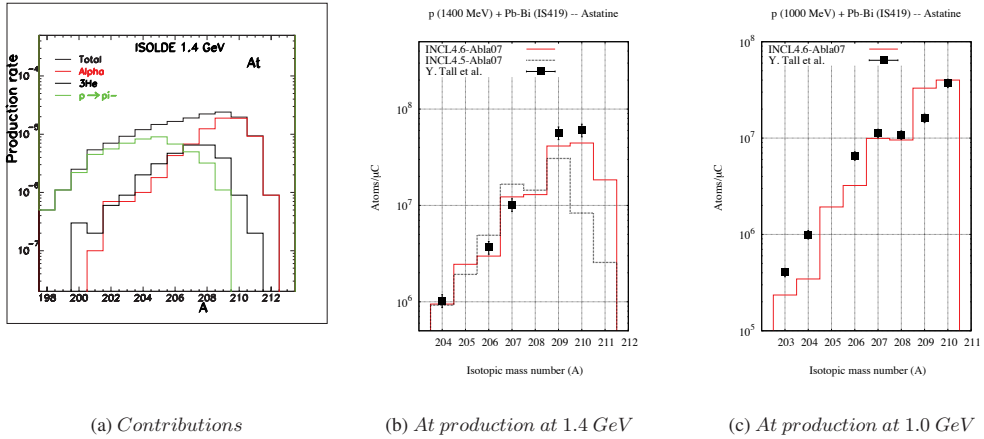 ISOLDE 1.4 GeV
At
Total
Alpha
3He
p→pi-
Production rate
10-4
10-5
10-6
10-7
198 200 202 204 206 208 210 212
A
p (1400 MeV) + Pb-Bi (IS419) -- Astatine
INCL4.6-Abla07
INCL4.5-Abla07
Y. Tall et al.
Atoms/μC
10^8
10^7
10^6
204 205 206 207 208 209 210 211 212
Isotopic mass number (A)
p (1000 MeV) + Pb-Bi (IS419) -- Astatine
INCL4.6-Abla07
Y. Tall et al.
Atoms/μC
10^8
10^7
10^6
10^5
203 204 205 206 207 208 209 210 211
Isotopic mass number (A)
(a) Contributions
(b) At production at 1.4 GeV
(c) At production at 1.0 GeV